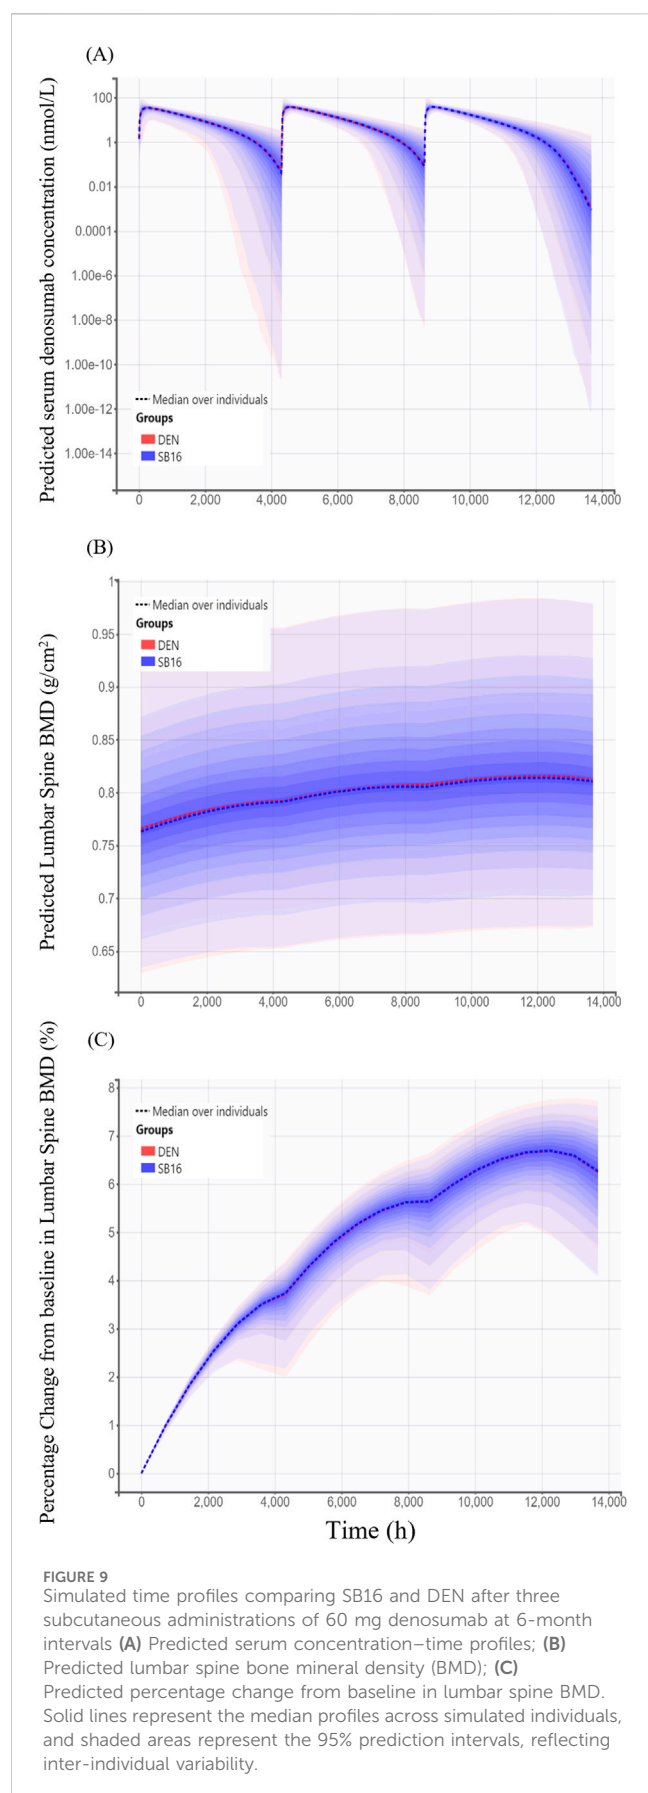 (A)
Predicted serum denosumab concentration (nmol/L)
100
1
0.01
0.0001
1.00e-6
1.00e-8
1.00e-10
1.00e-12
1.00e-14
Median over individuals
Groups
DEN
SB16
0 2,000 4,000 6,000 8,000 10,000 12,000 14,000
(B)
Predicted Lumbar Spine BMD (g/cm²)
1
0.95
0.9
0.85
0.8
0.75
0.7
0.65
Median over individuals
Groups
DEN
SB16
0 2,000 4,000 6,000 8,000 10,000 12,000 14,000
(C)
Percentage Change from baseline in Lumbar Spine BMD (%)
8
7
6
5
4
3
2
1
0
Median over individuals
Groups
DEN
SB16
0 2,000 4,000 6,000 8,000 10,000 12,000 14,000
Time (h)
FIGURE 9
Simulated time profiles comparing SB16 and DEN after three
subcutaneous administrations of 60 mg denosumab at 6-month
intervals (A) Predicted serum concentration–time profiles; (B)
Predicted lumbar spine bone mineral density (BMD); (C)
Predicted percentage change from baseline in lumbar spine BMD.
Solid lines represent the median profiles across simulated individuals,
and shaded areas represent the 95% prediction intervals, reflecting
inter-individual variability.